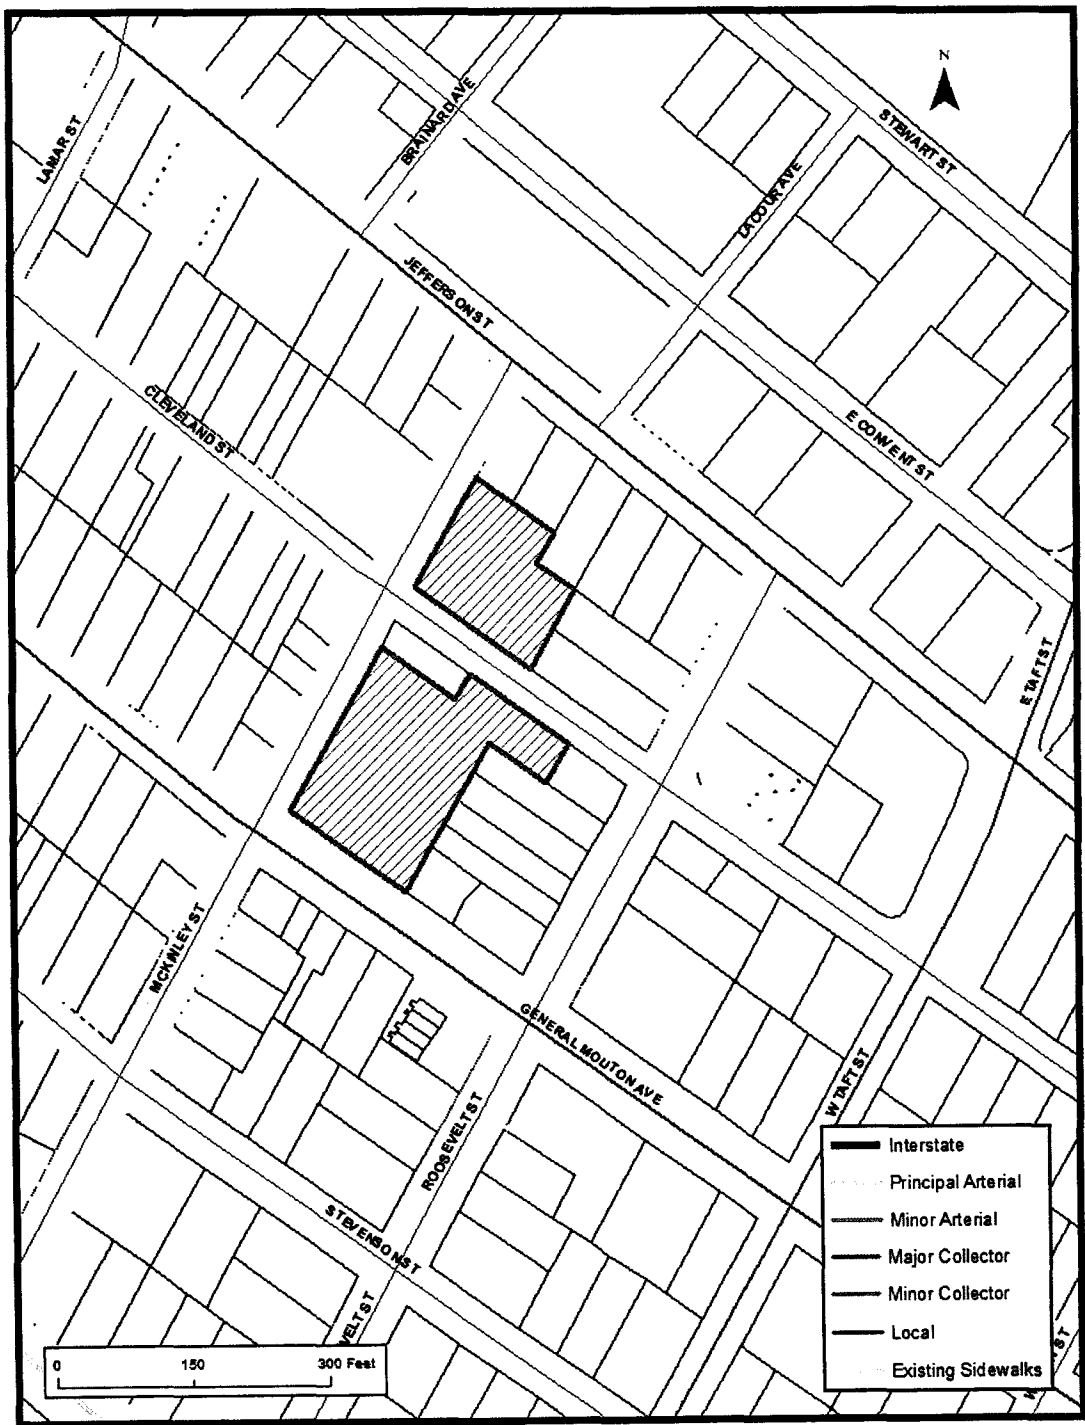 N
STEWART ST
BRAINARD AVE
LAMAR ST
LACOUR AVE
JEFFERSON ST
CLEVELAND ST
E CONVENT ST
E TAFT ST
MCKINLEY ST
GENERAL MOUTON AVE
W TAFT ST
ROOSEVELT ST
STEVENSON ST
VELT ST
Interstate
Principal Arterial
Minor Arterial
Major Collector
Minor Collector
Local
Existing Sidewalks
0 150 300 Feet